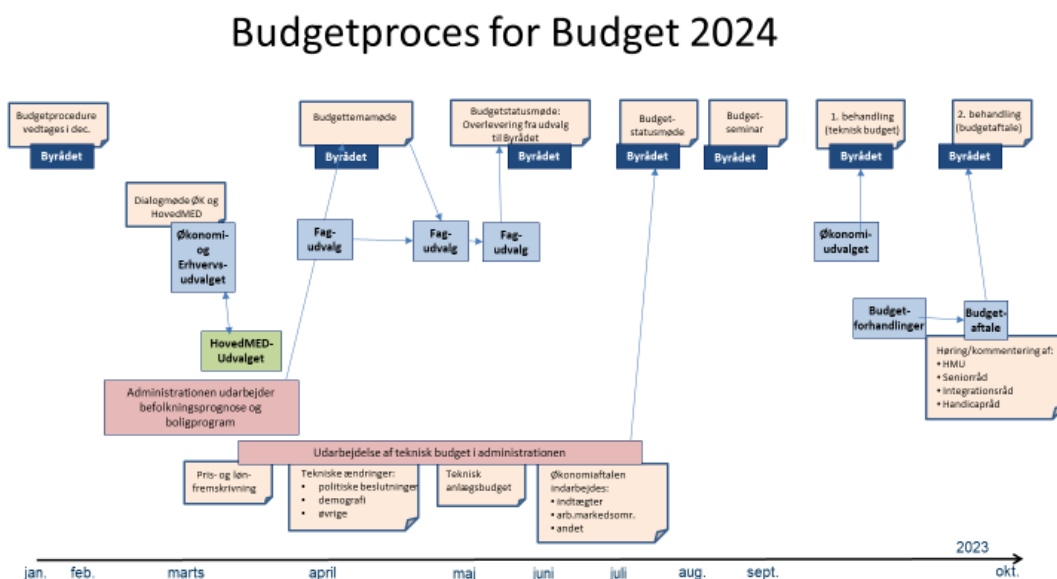 Budgetproces for Budget 2024
Budgetprocedure
vedtages i dec.
Byrådet
Budgettemamøde
Byrådet
Budgetstatusmøde:
Overlevering fra udvalg
til Byrådet
Byrådet
Budget-
statusmøde
Byrådet
Budget-
seminar
Byrådet
1. behandling
(teknisk budget)
Byrådet
2. behandling
(budgetaftale)
Byrådet
Dialogmøde ØK og
HovedMED
Økonomi-
og
Erhvervs-
udvalget
Fag-
udvalg
Fag-
udvalg
Fag-
udvalg
Økonomi-
udvalget
HovedMED-
Udvalget
Budget-
forhandlinger
Budget-
aftale
Høring/kommentering af:
• HMU
• Seniorråd
• Integrationsråd
• Handicapråd
Administrationen udarbejder
befolkningsprognose og
boligprogram
Udarbejdelse af teknisk budget i administrationen
Pris- og løn-
fremskrivning
Tekniske ændringer:
• politiske beslutninger
• demografi
• øvrige
Teknisk
anlægsbudget
Økonomiaftalen
indarbejdes:
• indtægter
• arb.markedsomr.
• andet
2023
jan. feb. marts april maj juni juli aug. sept. okt.